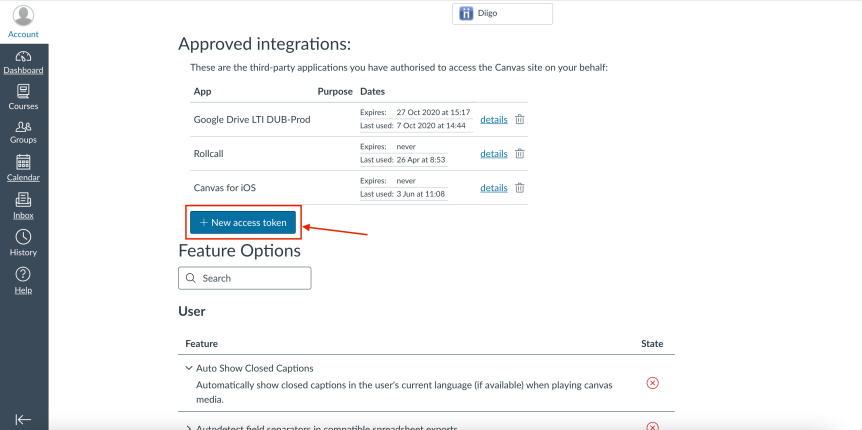 Diigo
Account
Dashboard
Courses
Groups
Calendar
Inbox
History
Help
Approved integrations:
These are the third-party applications you have authorised to access the Canvas site on your behalf:
App Purpose Dates
Google Drive LTI DUB-Prod
Expires: 27 Oct 2020 at 15:17
Last used: 7 Oct 2020 at 14:44
details
Rollcall
Expires: never
Last used: 26 Apr at 8:53
details
Canvas for iOS
Expires: never
Last used: 3 Jun at 11:08
details
+ New access token
Feature Options
Search
User
Feature State
Auto Show Closed Captions
Automatically show closed captions in the user's current language (if available) when playing canvas
media.
Autodetect field separators in compatible spreadsheet exports